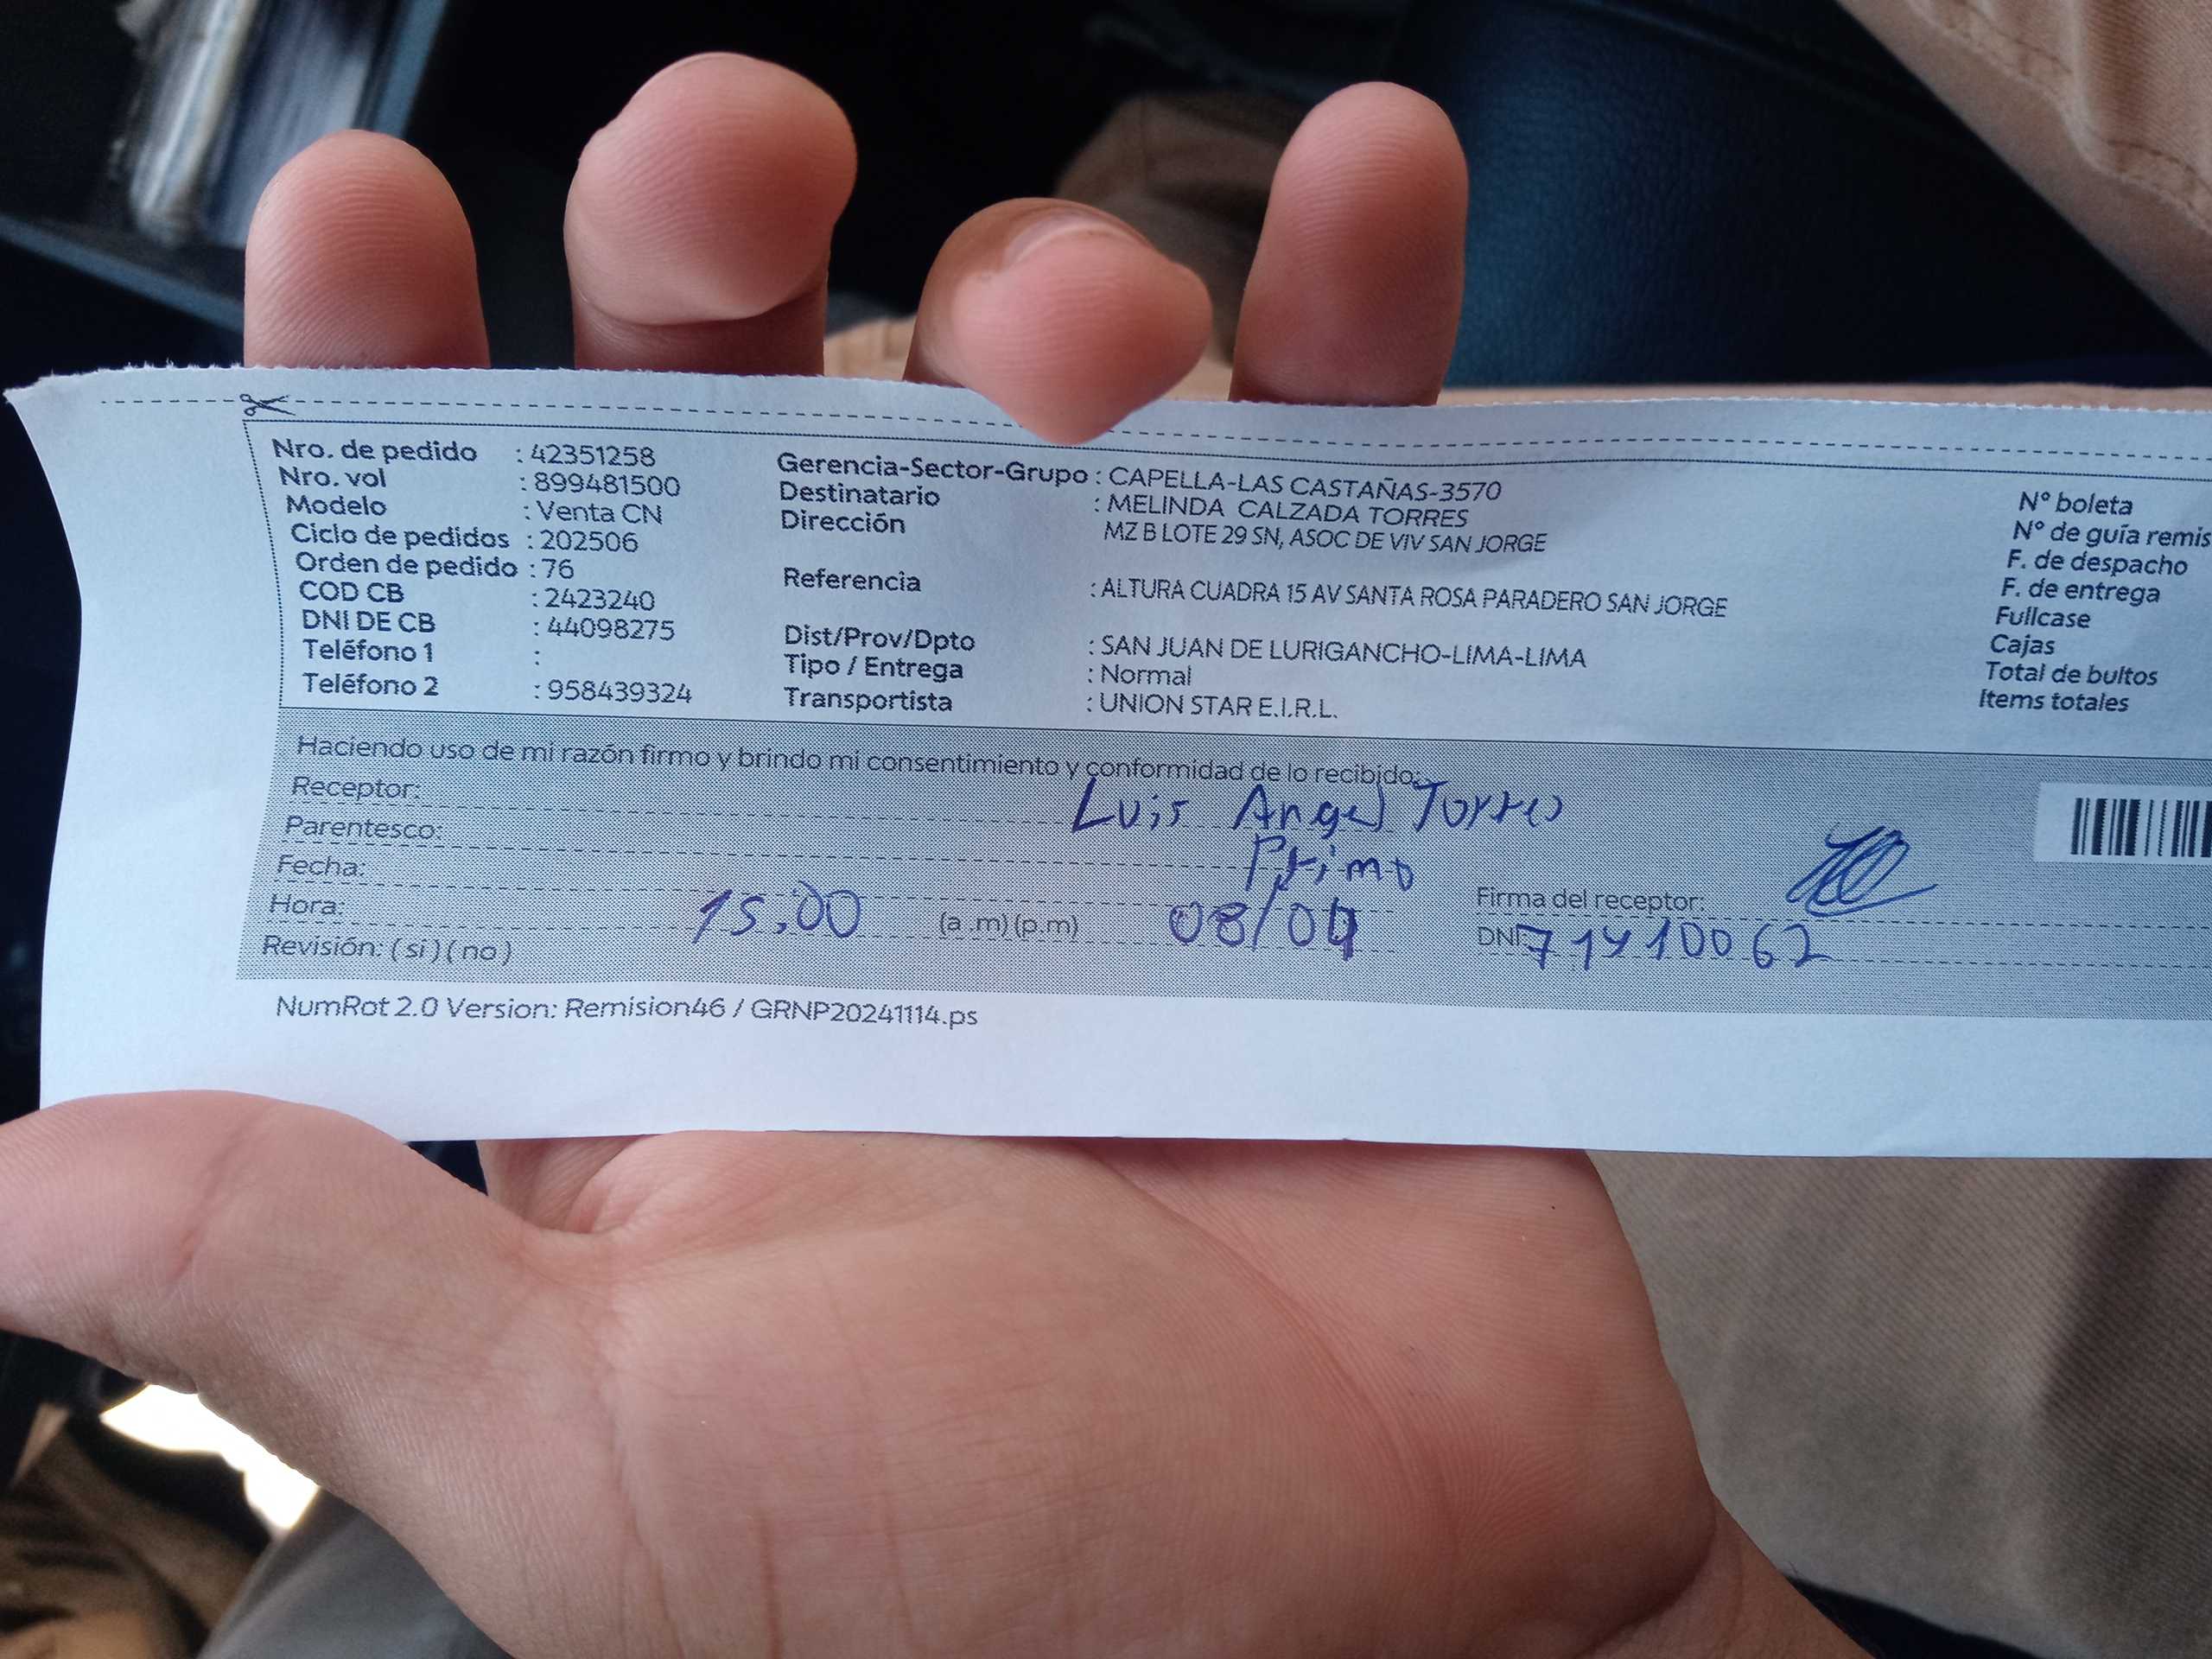 Nro. de pedido : 42351258
Nro. vol : 899481500
Modelo : Venta CN
Ciclo de pedidos : 202506
Orden de pedido : 76
COD CB : 2423240
DNI DE CB : 44098275
Teléfono 1 :
Teléfono 2 : 958439324
Gerencia-Sector-Grupo : CAPELLA-LAS CASTAÑAS-3570
Destinatario : MELINDA CALZADA TORRES
Dirección MZ B LOTE 29 SN, ASOC DE VIV SAN JORGE
Referencia : ALTURA CUADRA 15 AV SANTA ROSA PARADERO SAN JORGE
Dist/Prov/Dpto : SAN JUAN DE LURIGANCHO-LIMA-LIMA
Tipo / Entrega : Normal
Transportista : UNION STAR E.I.R.L.
N° boleta
N° de guía remis
F. de despacho
F. de entrega
Fullcase
Cajas
Total de bultos
Items totales
Haciendo uso de mi razón firmo y brindo mi consentimiento y conformidad de lo recibido:
Receptor: Luis Angel Torres
Parentesco: Primo
Fecha:
Hora: 15:00 (a .m) (p.m) 08/04
Revisión: ( si ) ( no )
Firma del receptor:
DNI: 71410062
NumRot 2.0 Version: Remision46 / GRNP20241114.ps